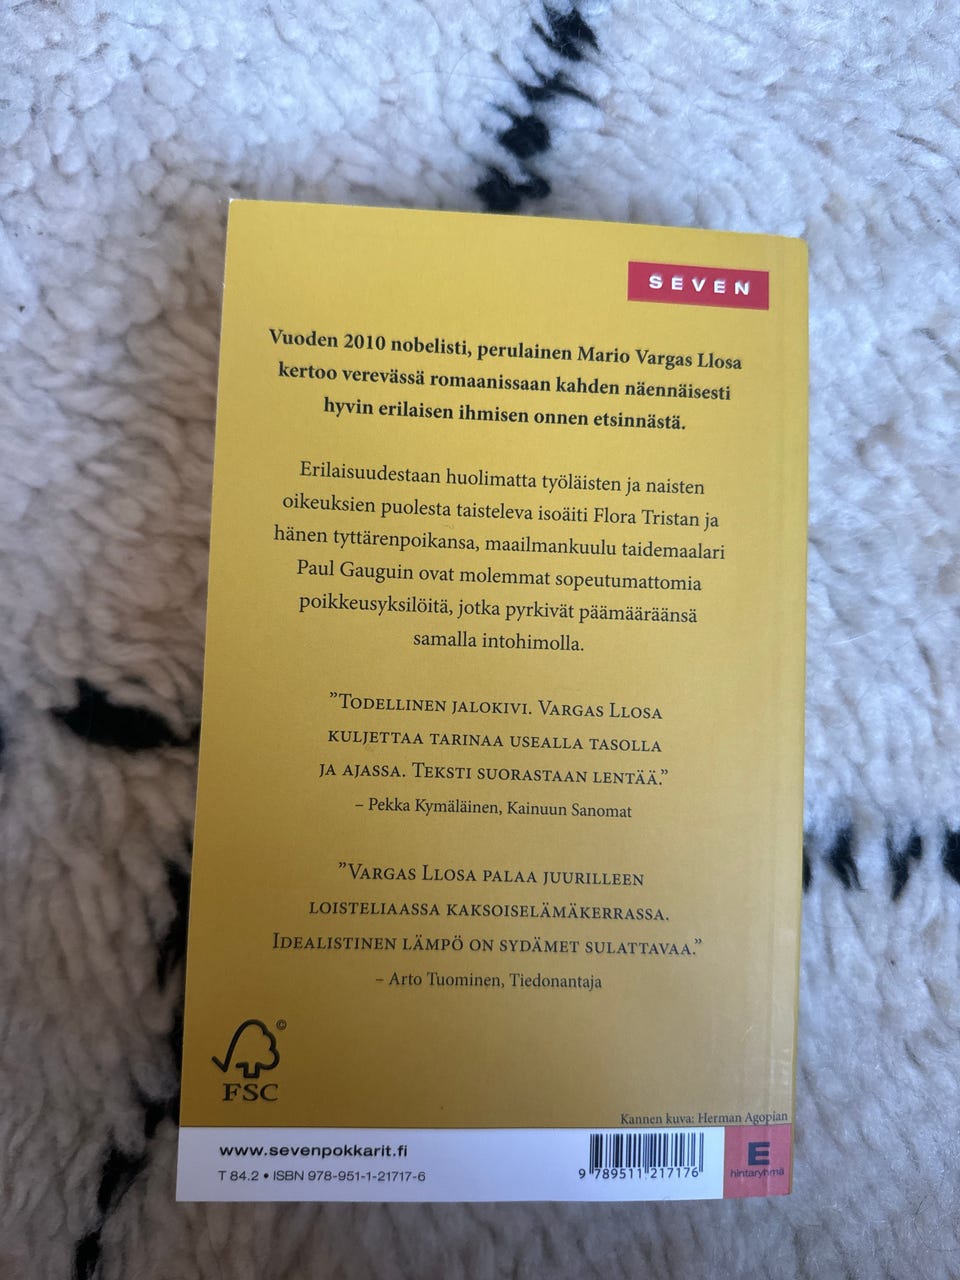 SEVEN
Vuoden 2010 nobelisti, perulainen Mario Vargas Llosa
kertoo verevässä romaanissaan kahden näennäisesti
hyvin erilaisen ihmisen onnen etsinnästä.
Erilaisuudestaan huolimatta työläisten ja naisten
oikeuksien puolesta taisteleva isoäiti Flora Tristan ja
hänen tyttärenpoikansa, maailmankuulu taidemaalari
Paul Gauguin ovat molemmat sopeutumattomia
poikkeusyksilöitä, jotka pyrkivät päämääräänsä
samalla intohimolla.
”Todellinen jalokivi. Vargas Llosa
kuljettaa tarinaa usealla tasolla
ja ajassa. Teksti suorastaan lentää.”
– Pekka Kymäläinen, Kainuun Sanomat
”Vargas Llosa palaa juurilleen
loisteliaassa kaksoiselämäkerrassa.
Idealistinen lämpö on sydämet sulattavaa.”
– Arto Tuominen, Tiedonantaja
©
FSC
Kannen kuva: Herman Agopian
www.sevenpokkarit.fi
T 84.2 • ISBN 978-951-1-21717-6
9 789511 217176
E
hintaryhmä